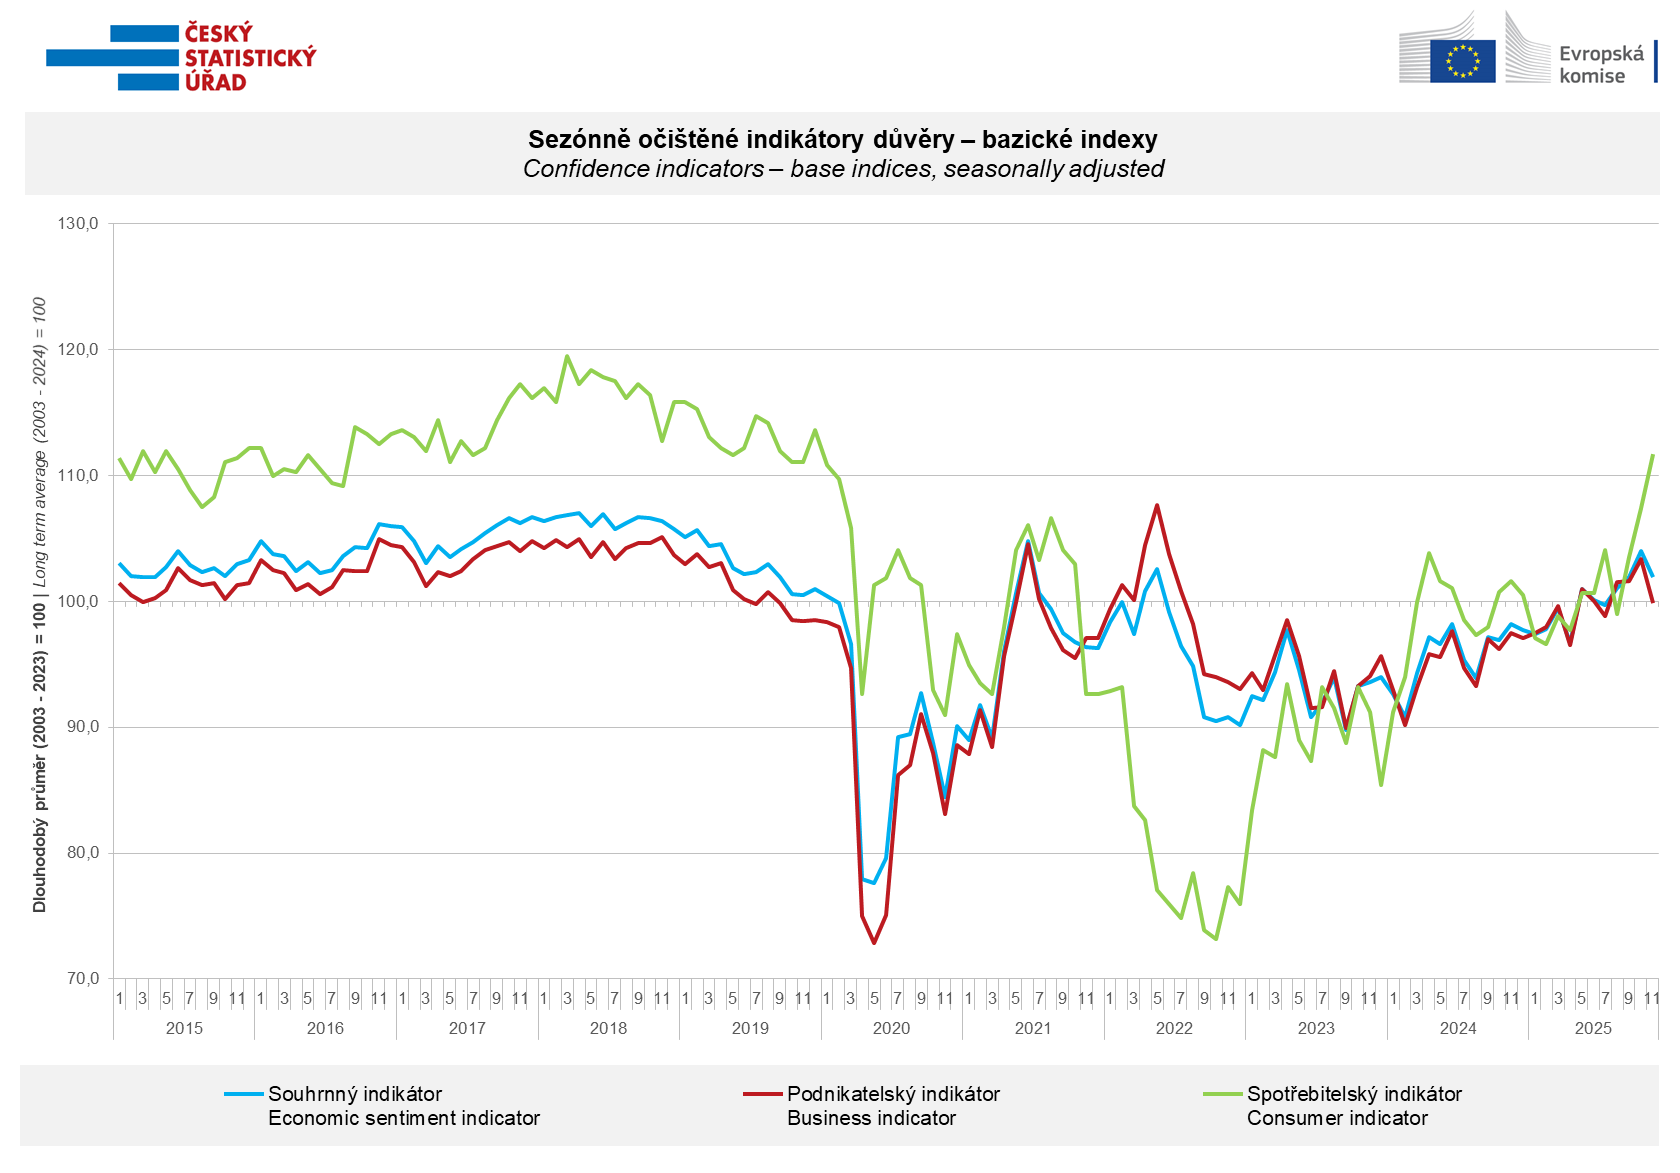 ČESKÝ
STATISTICKÝ
ÚŘAD
Evropská
komise
Sezónně očištěné indikátory důvěry – bazické indexy
Confidence indicators – base indices, seasonally adjusted
Dlouhodobý průměr (2003 - 2023) = 100 | Long term average (2003 - 2024) = 100
130,0
120,0
110,0
100,0
90,0
80,0
70,0
1 3 5 7 9 11 1 3 5 7 9 11 1 3 5 7 9 11 1 3 5 7 9 11 1 3 5 7 9 11 1 3 5 7 9 11 1 3 5 7 9 11 1 3 5 7 9 11 1 3 5 7 9 11 1 3 5 7 9 11 1 3 5 7 9 11
2015 2016 2017 2018 2019 2020 2021 2022 2023 2024 2025
Souhrnný indikátor Podnikatelský indikátor Spotřebitelský indikátor
Economic sentiment indicator Business indicator Consumer indicator